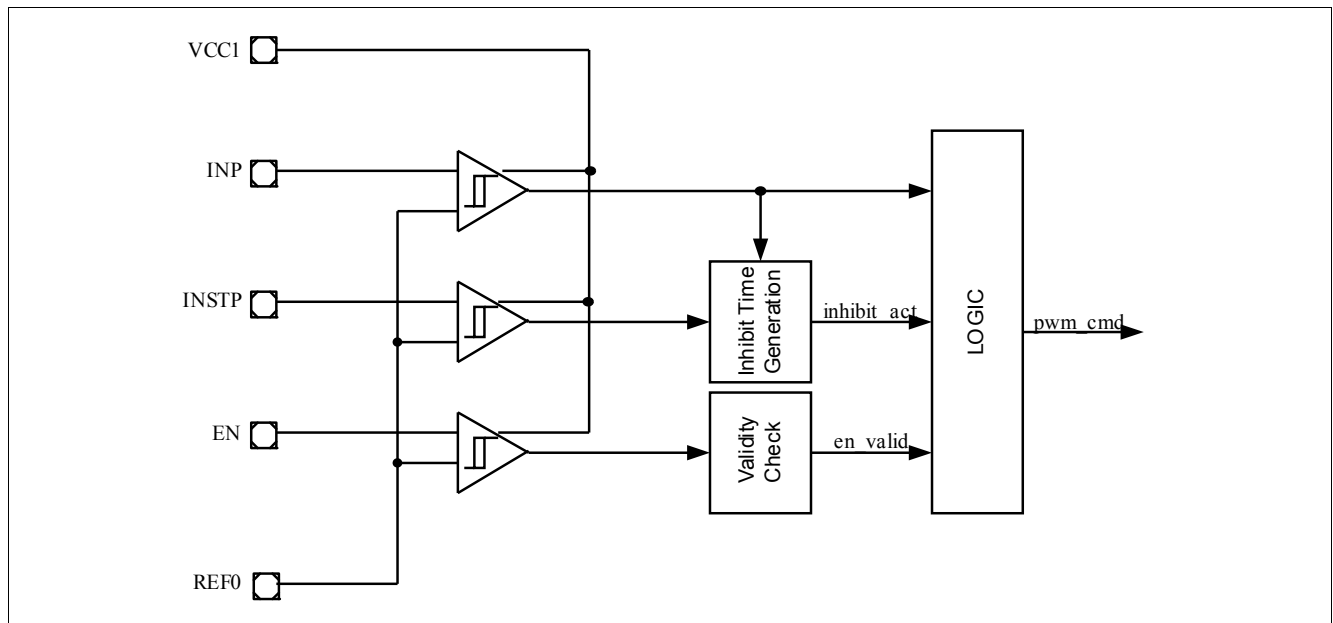 VCC1
INP
INSTP
EN
REF0
Inhibit Time
Generation
inhibit_act
Validity
Check
en_valid
LOGIC
pwm_cmd